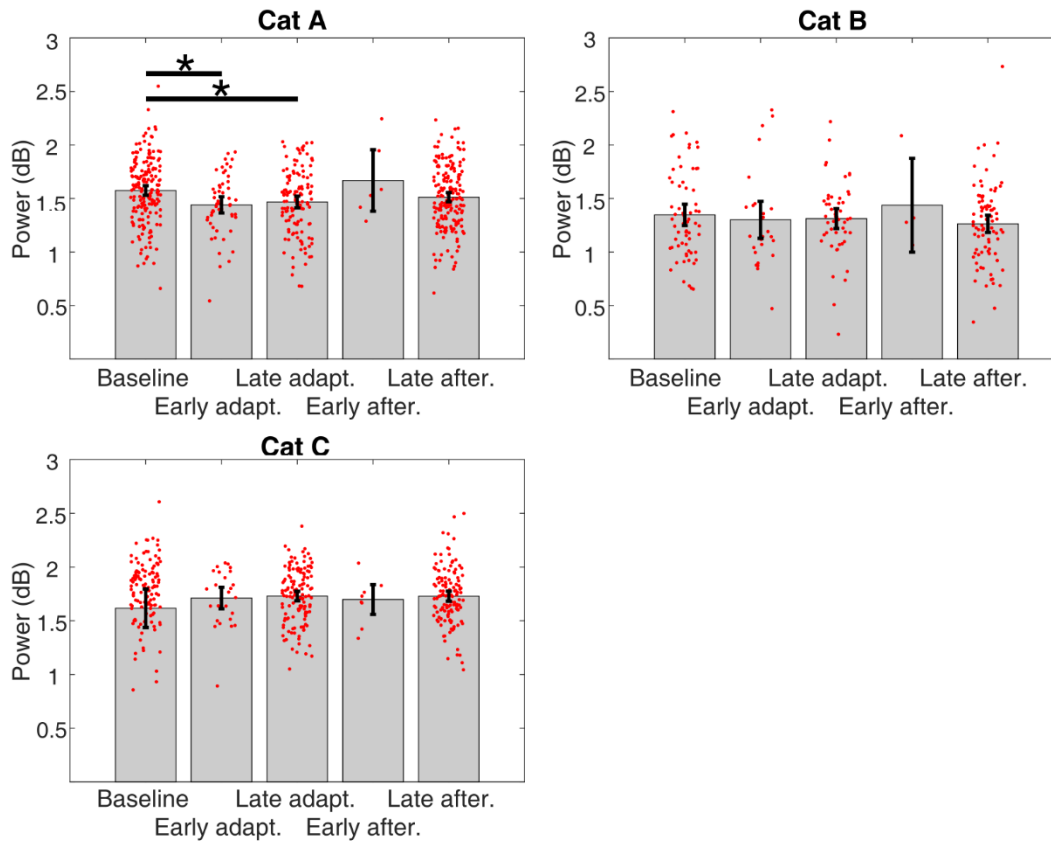 Cat A
3
2.5
2
1.5
1
0.5
Power (dB)
*
*
Baseline Late adapt. Late after.
Early adapt. Early after.
Cat B
3
2.5
2
1.5
1
0.5
Power (dB)
Baseline Late adapt. Late after.
Early adapt. Early after.
Cat C
3
2.5
2
1.5
1
0.5
Power (dB)
Baseline Late adapt. Late after.
Early adapt. Early after.